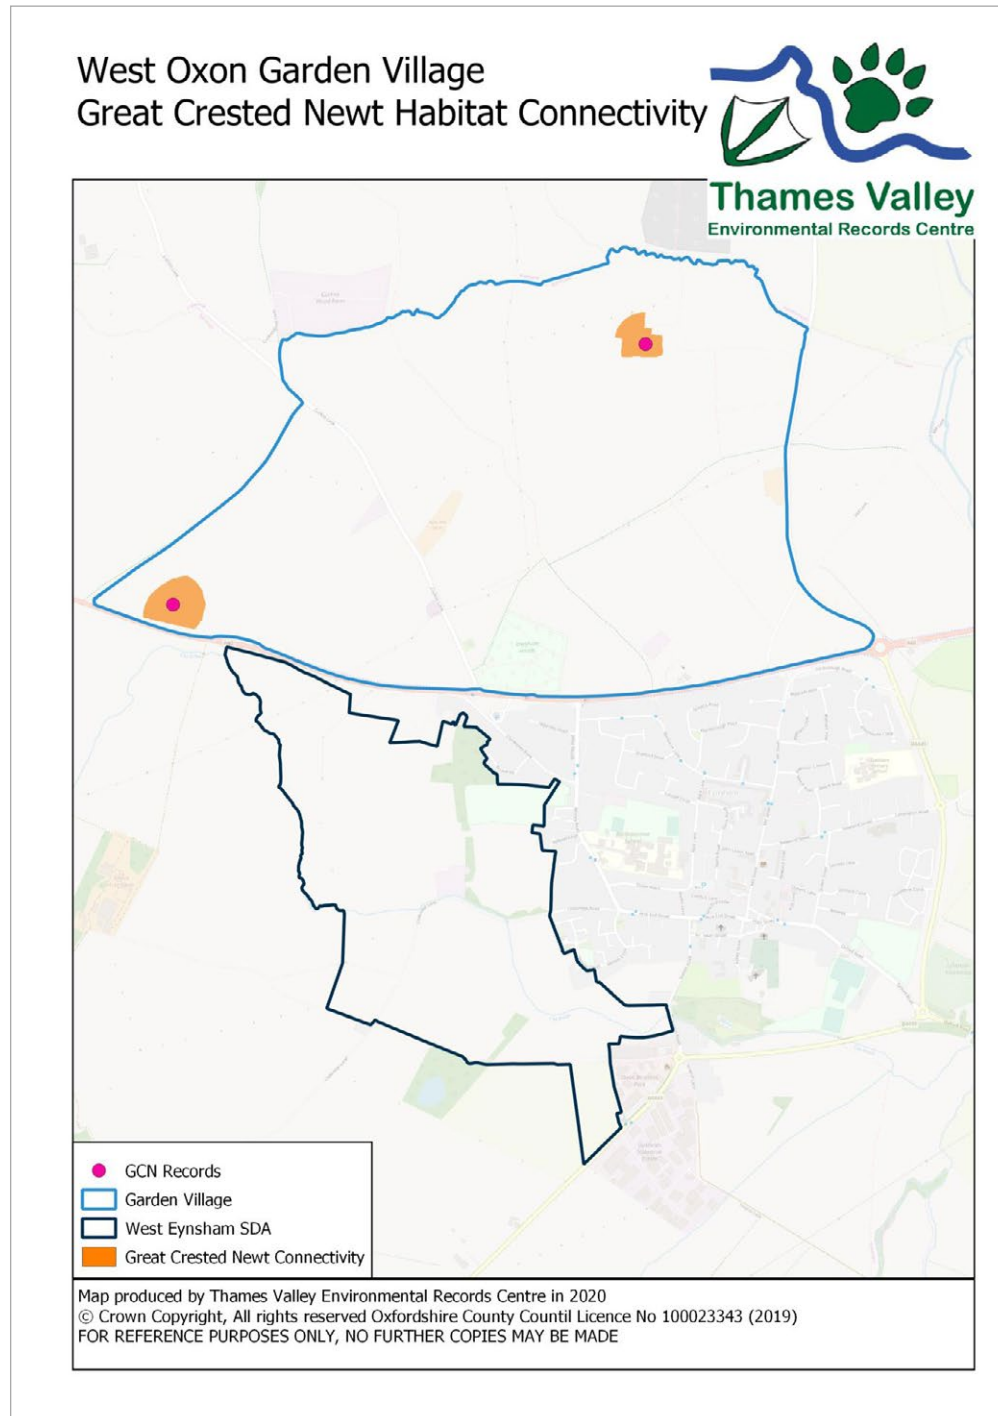 West Oxon Garden Village
Great Crested Newt Habitat Connectivity
Thames Valley
Environmental Records Centre
GCN Records
Garden Village
West Eynsham SDA
Great Crested Newt Connectivity
Map produced by Thames Valley Environmental Records Centre in 2020
© Crown Copyright, All rights reserved Oxfordshire County Countil Licence No 100023343 (2019)
FOR REFERENCE PURPOSES ONLY, NO FURTHER COPIES MAY BE MADE